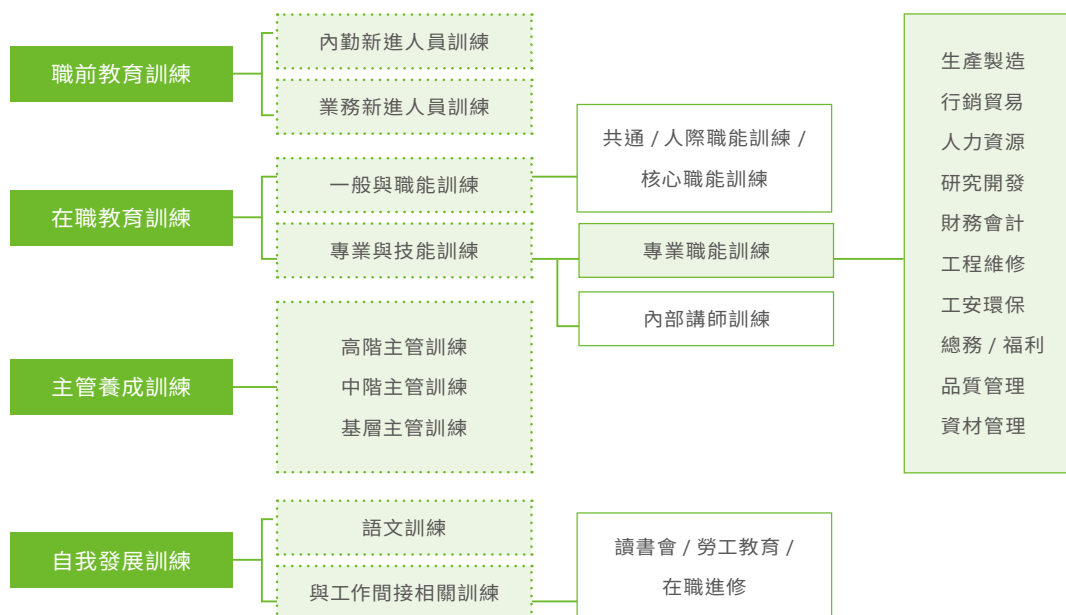 職前教育訓練
內勤新進人員訓練
業務新進人員訓練
在職教育訓練
一般與職能訓練
專業與技能訓練
共通 / 人際職能訓練 /
核心職能訓練
專業職能訓練
內部講師訓練
生產製造
行銷貿易
人力資源
研究開發
財務會計
工程維修
工安環保
總務 / 福利
品質管理
資材管理
主管養成訓練
高階主管訓練
中階主管訓練
基層主管訓練
自我發展訓練
語文訓練
與工作間接相關訓練
讀書會 / 勞工教育 /
在職進修